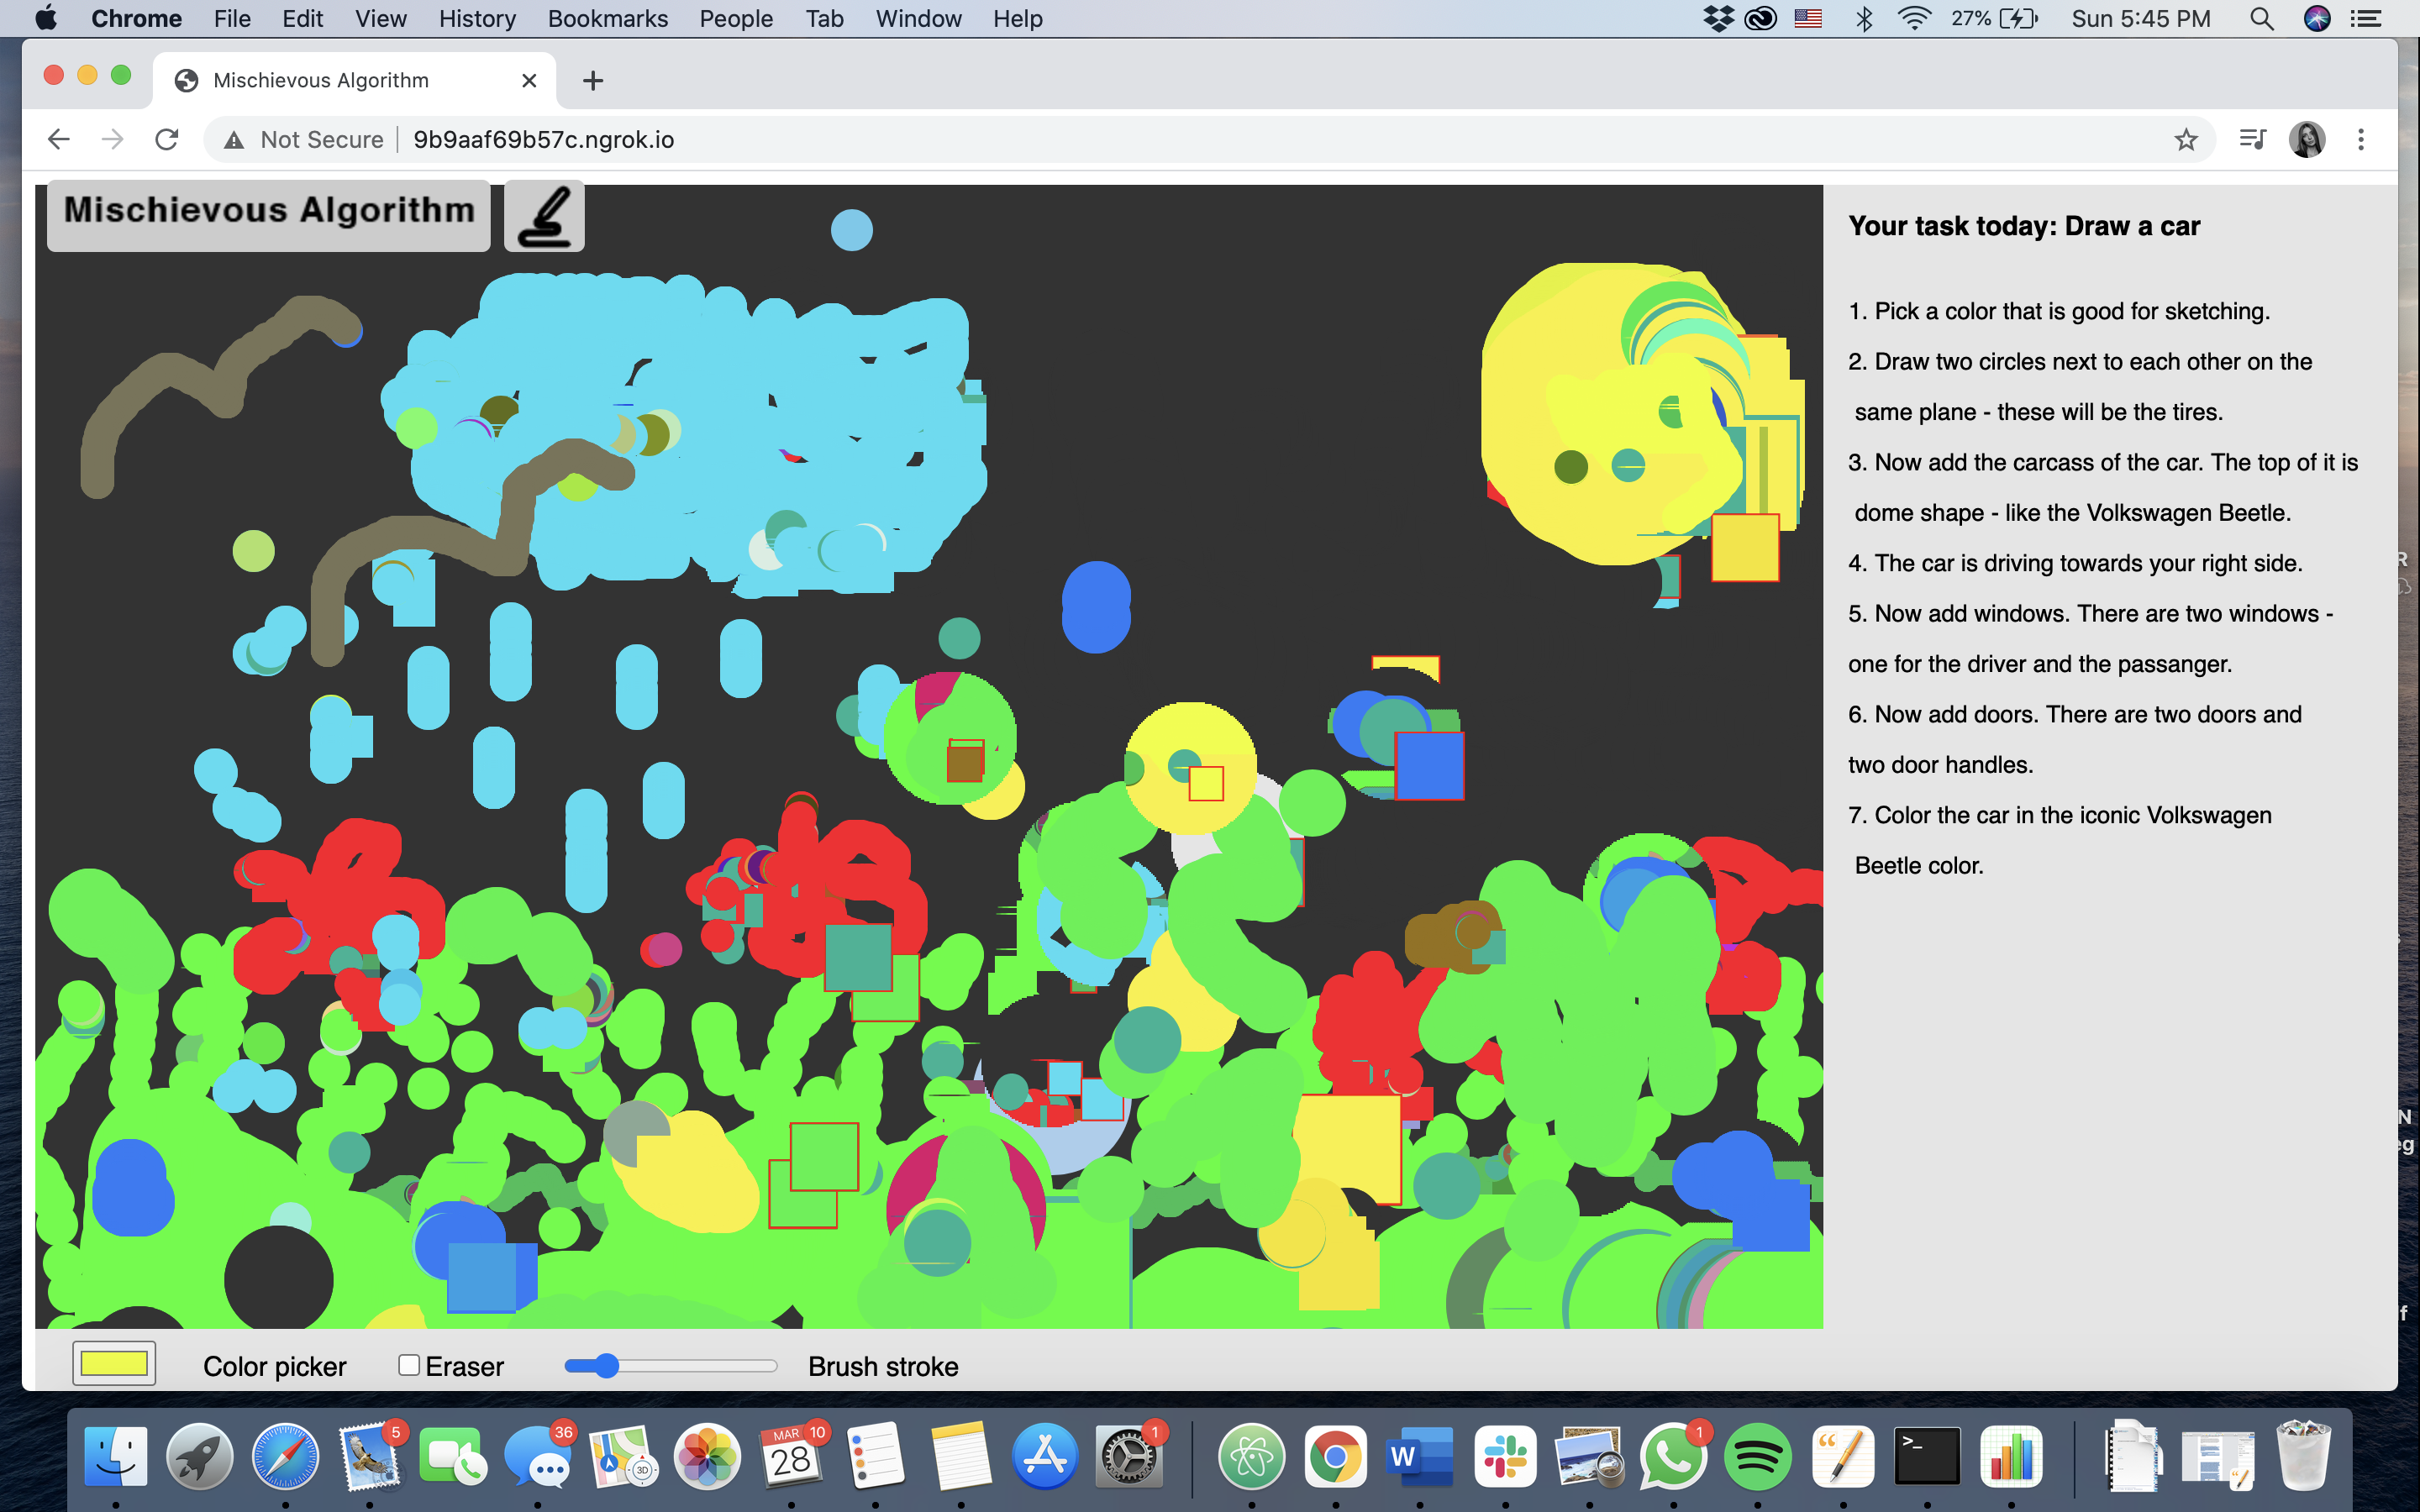 Chrome File Edit View History Bookmarks People Tab Window Help 27% Sun 5:45 PM
Mischievous Algorithm
Not Secure 9b9aaf69b57c.ngrok.io
Mischievous Algorithm
Your task today: Draw a car
1. Pick a color that is good for sketching.
2. Draw two circles next to each other on the
same plane - these will be the tires.
3. Now add the carcass of the car. The top of it is
dome shape - like the Volkswagen Beetle.
4. The car is driving towards your right side.
5. Now add windows. There are two windows -
one for the driver and the passanger.
6. Now add doors. There are two doors and
two door handles.
7. Color the car in the iconic Volkswagen
Beetle color.
R
N
eg
f
Color picker Eraser Brush stroke
5 36 MAR 10 1 1
28 3D W >_